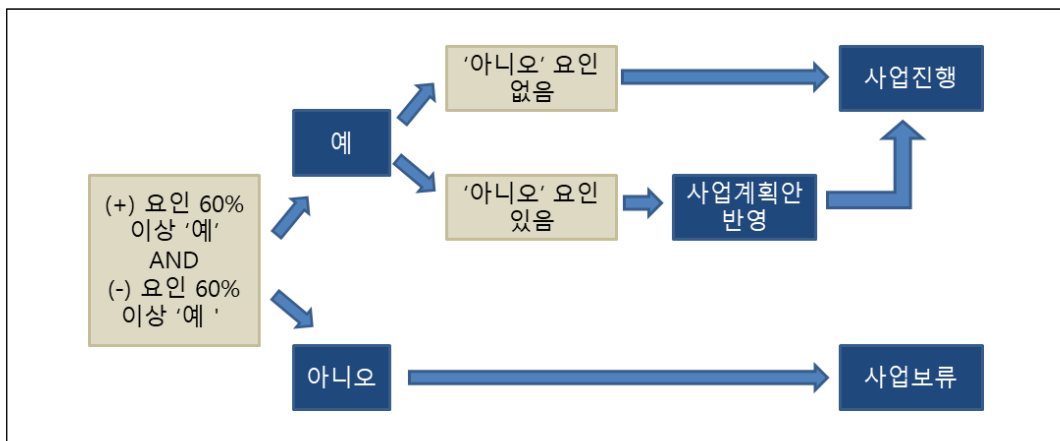 (+) 요인 60%
이상 ‘예’
AND
(-) 요인 60%
이상 ‘예 '
예
‘아니오’ 요인
없음
사업진행
‘아니오’ 요인
있음
사업계획안
반영
아니오
사업보류